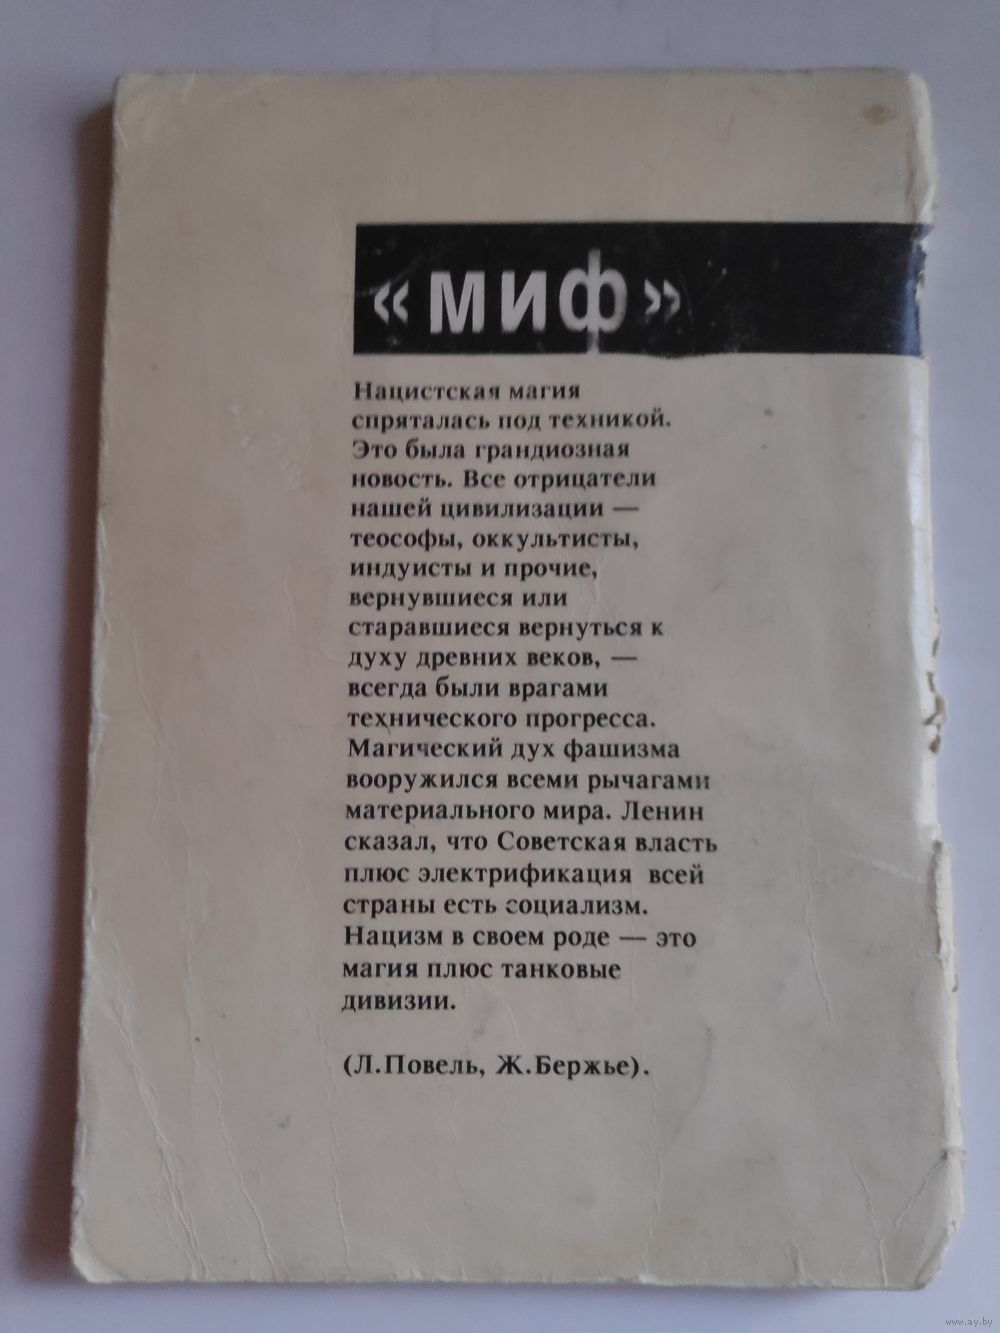 «МИФ»
Нацистская магия
спряталась под техникой.
Это была грандиозная
новость. Все отрицатели
нашей цивилизации —
теософы, оккультисты,
индуисты и прочие,
вернувшиеся или
старавшиеся вернуться к
духу древних веков, —
всегда были врагами
технического прогресса.
Магический дух фашизма
вооружился всеми рычагами
материального мира. Ленин
сказал, что Советская власть
плюс электрификация всей
страны есть социализм.
Нацизм в своем роде — это
магия плюс танковые
дивизии.
(Л.Повель, Ж.Бержье).
www.ay.by